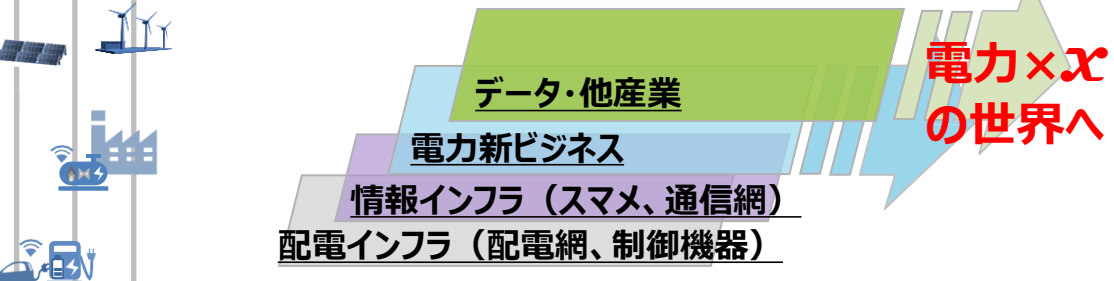 データ・他産業
電力新ビジネス
情報インフラ（スマメ、通信網）
配電インフラ（配電網、制御機器）
電力×x
の世界へ